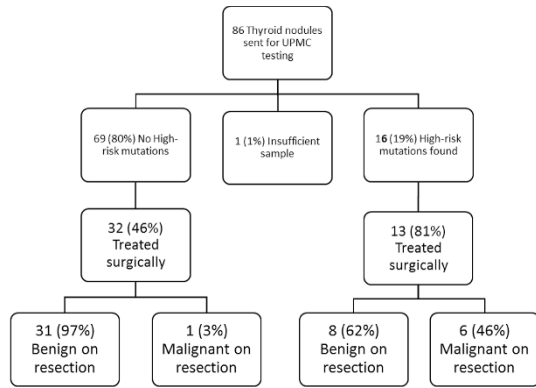 86 Thyroid nodules
sent for UPMC
testing
69 (80%) No High-
risk mutations
1 (1%) Insufficient
sample
16 (19%) High-risk
mutations found
32 (46%)
Treated
surgically
13 (81%)
Treated
surgically
31 (97%)
Benign on
resection
1 (3%)
Malignant on
resection
8 (62%)
Benign on
resection
6 (46%)
Malignant on
resection